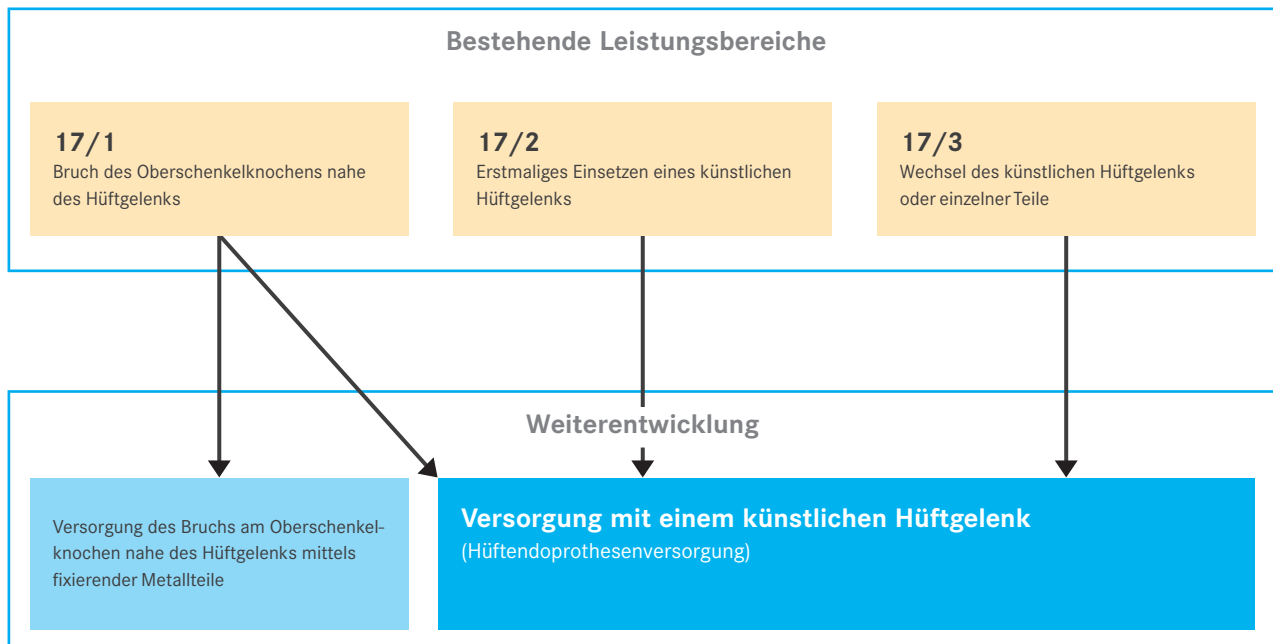 Bestehende Leistungsbereiche
17/1
Bruch des Oberschenkelknochens nahe
des Hüftgelenks
17/2
Erstmaliges Einsetzen eines künstlichen
Hüftgelenks
17/3
Wechsel des künstlichen Hüftgelenks
oder einzelner Teile
Weiterentwicklung
Versorgung des Bruchs am Oberschenkel-
knochen nahe des Hüftgelenks mittels
fixierender Metallteile
Versorgung mit einem künstlichen Hüftgelenk
(Hüftendoprothesenversorgung)